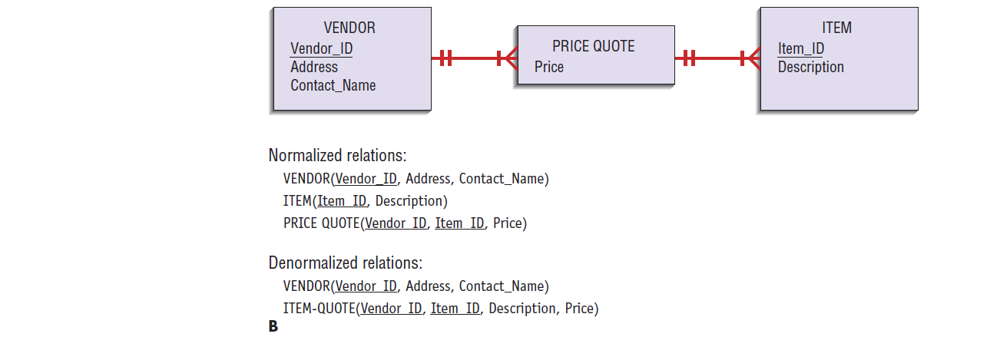 VENDOR
Vendor_ID
Address
Contact_Name
PRICE QUOTE
Price
ITEM
Item_ID
Description
Normalized relations:
VENDOR(Vendor_ID, Address, Contact_Name)
ITEM(Item_ID, Description)
PRICE QUOTE(Vendor_ID, Item_ID, Price)
Denormalized relations:
VENDOR(Vendor_ID, Address, Contact_Name)
ITEM-QUOTE(Vendor_ID, Item_ID, Description, Price)
B